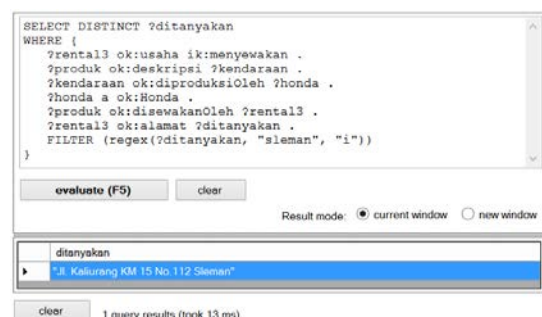 SELECT DISTINCT ?ditanyakan
WHERE {
?rental3 ok:usaha ik:menyewakan .
?produk ok:deskripsi ?kendaraan .
?kendaraan ok:diproduksiOleh ?honda .
?honda a ok:Honda .
?produk ok:disewakanOleh ?rental3 .
?rental3 ok:alamat ?ditanyakan .
FILTER (regex(?ditanyakan, "sleman", "i"))
}
evaluate (F5) clear
Result mode: current window new window
ditanyakan
"Jl. Kaliurang KM 15 No.112 Sleman"
clear 1 query results (took 13 ms)